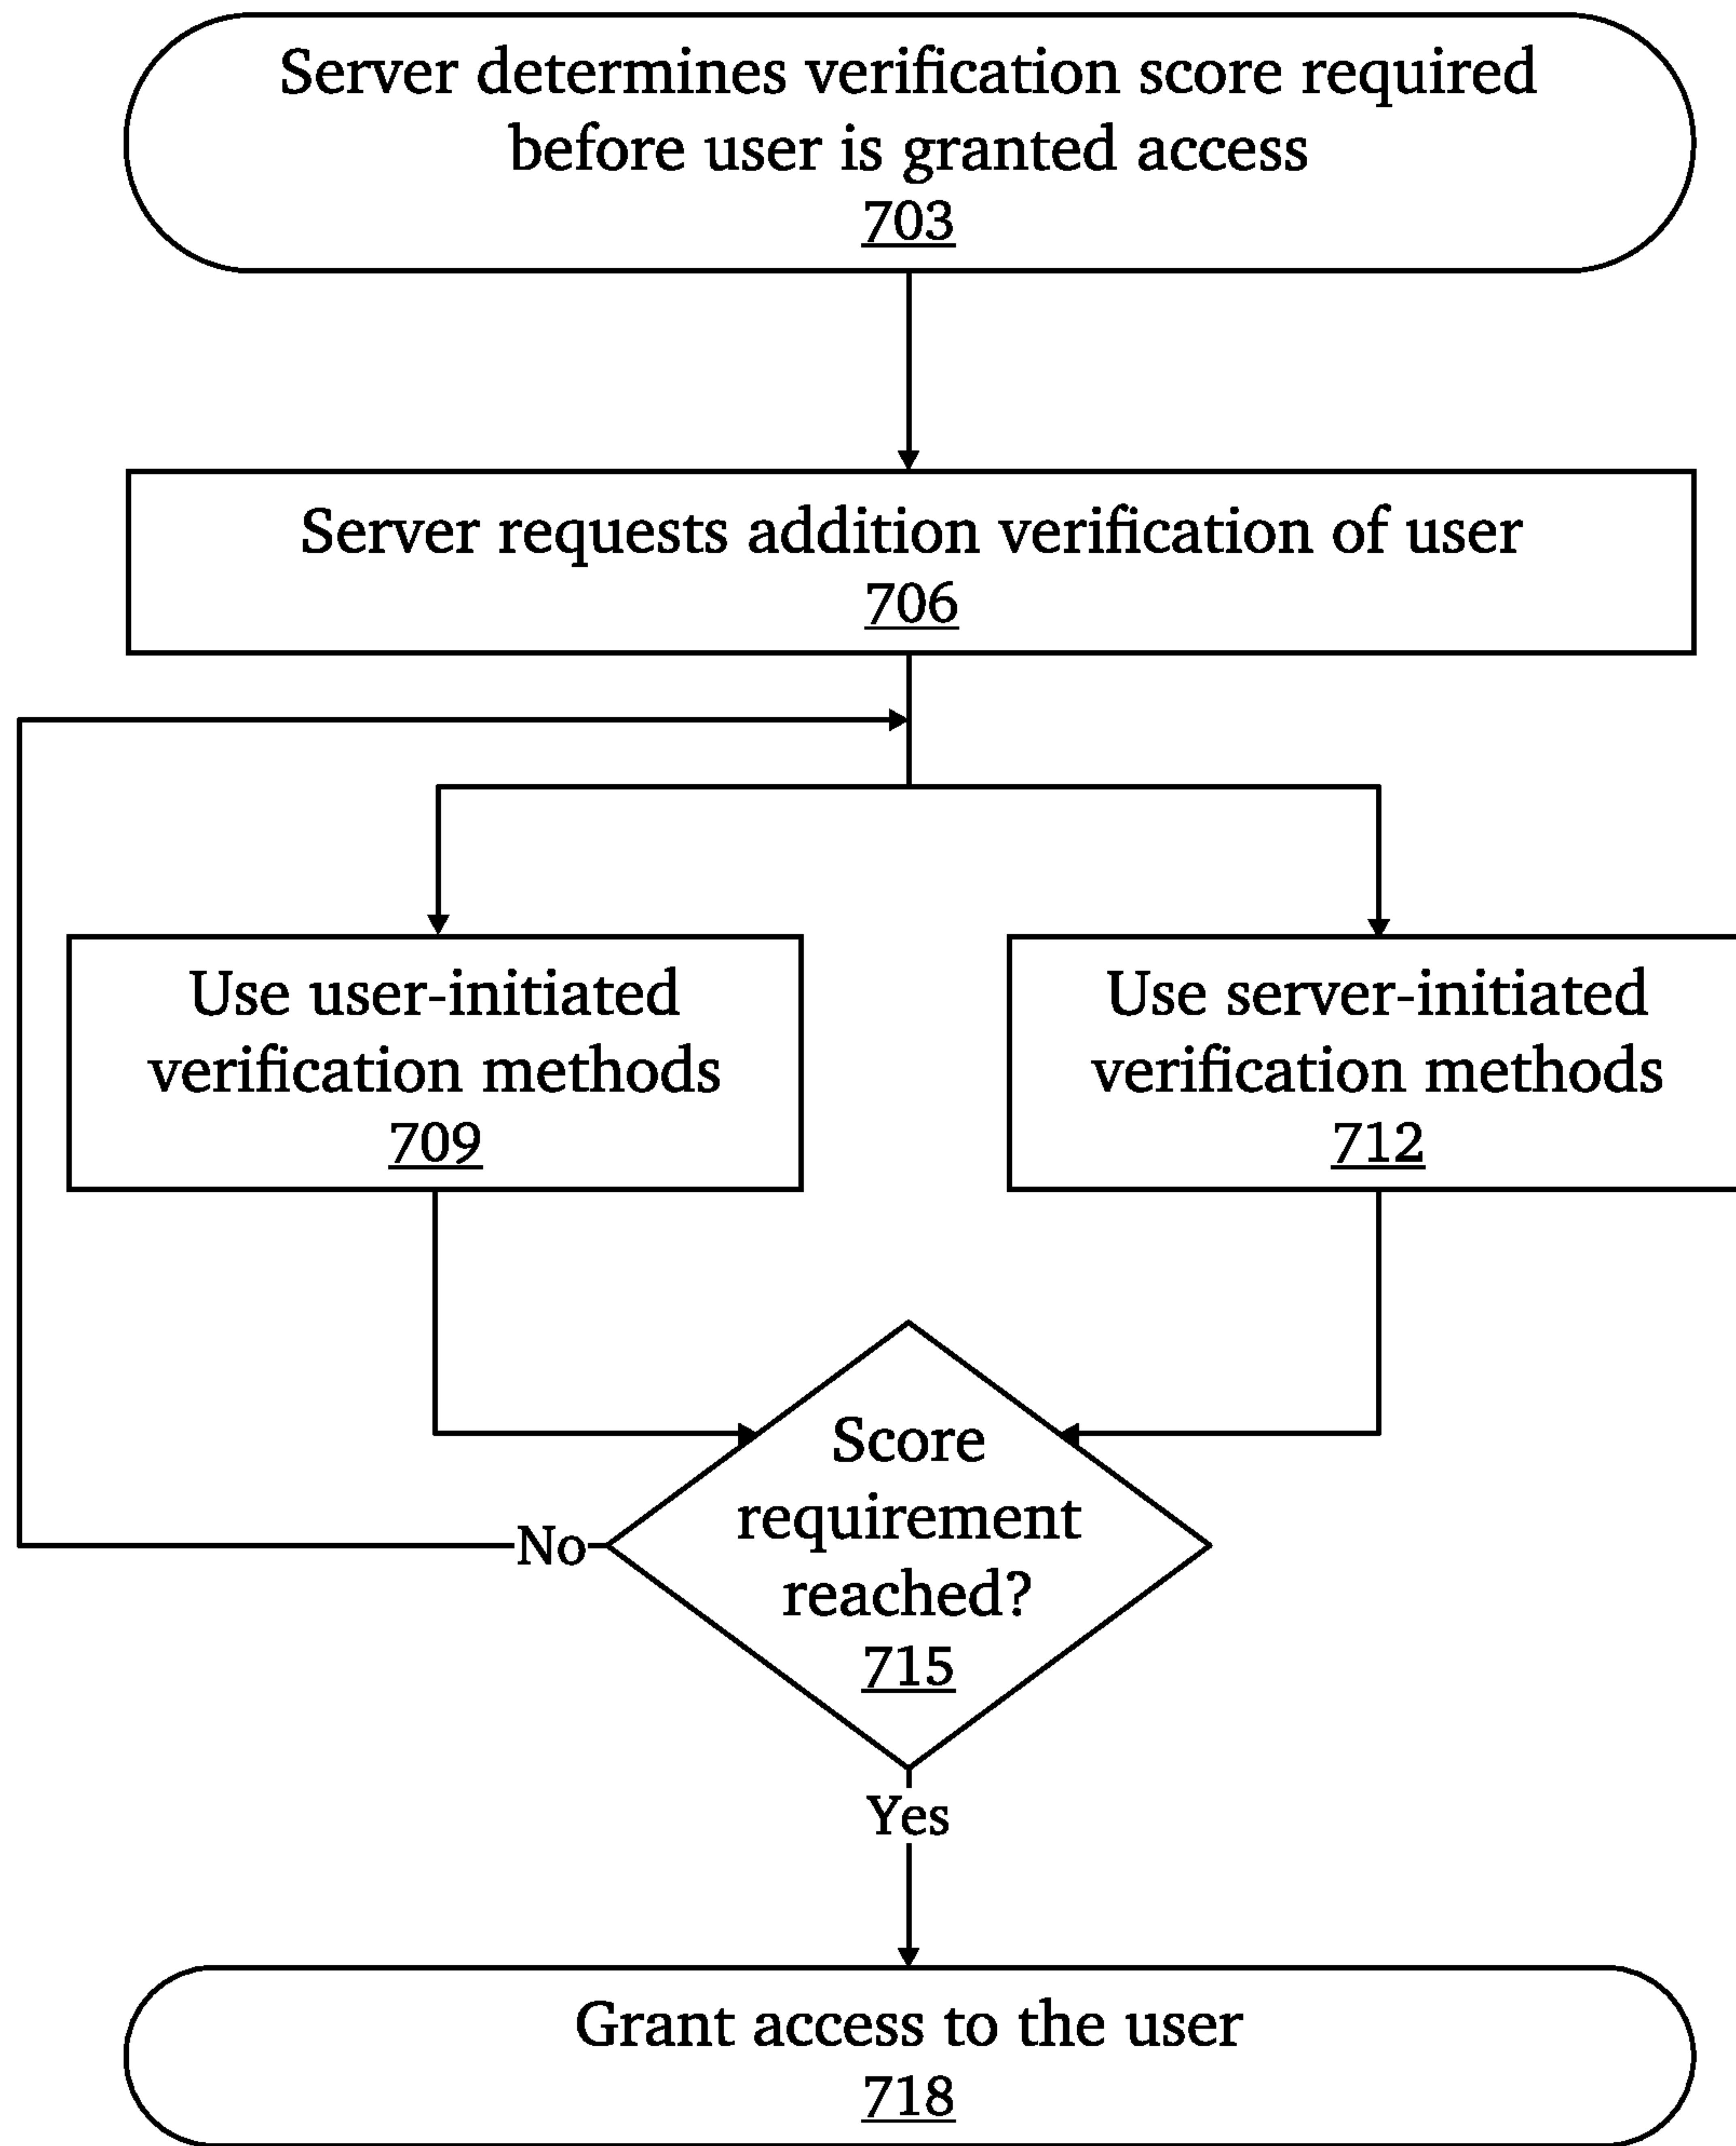 Server determines verification score required
before user is granted access
703
Server requests addition verification of user
706
Use user-initiated
verification methods
709
Use server-initiated
verification methods
712
Score
requirement
reached?
715
No
Yes
Grant access to the user
718